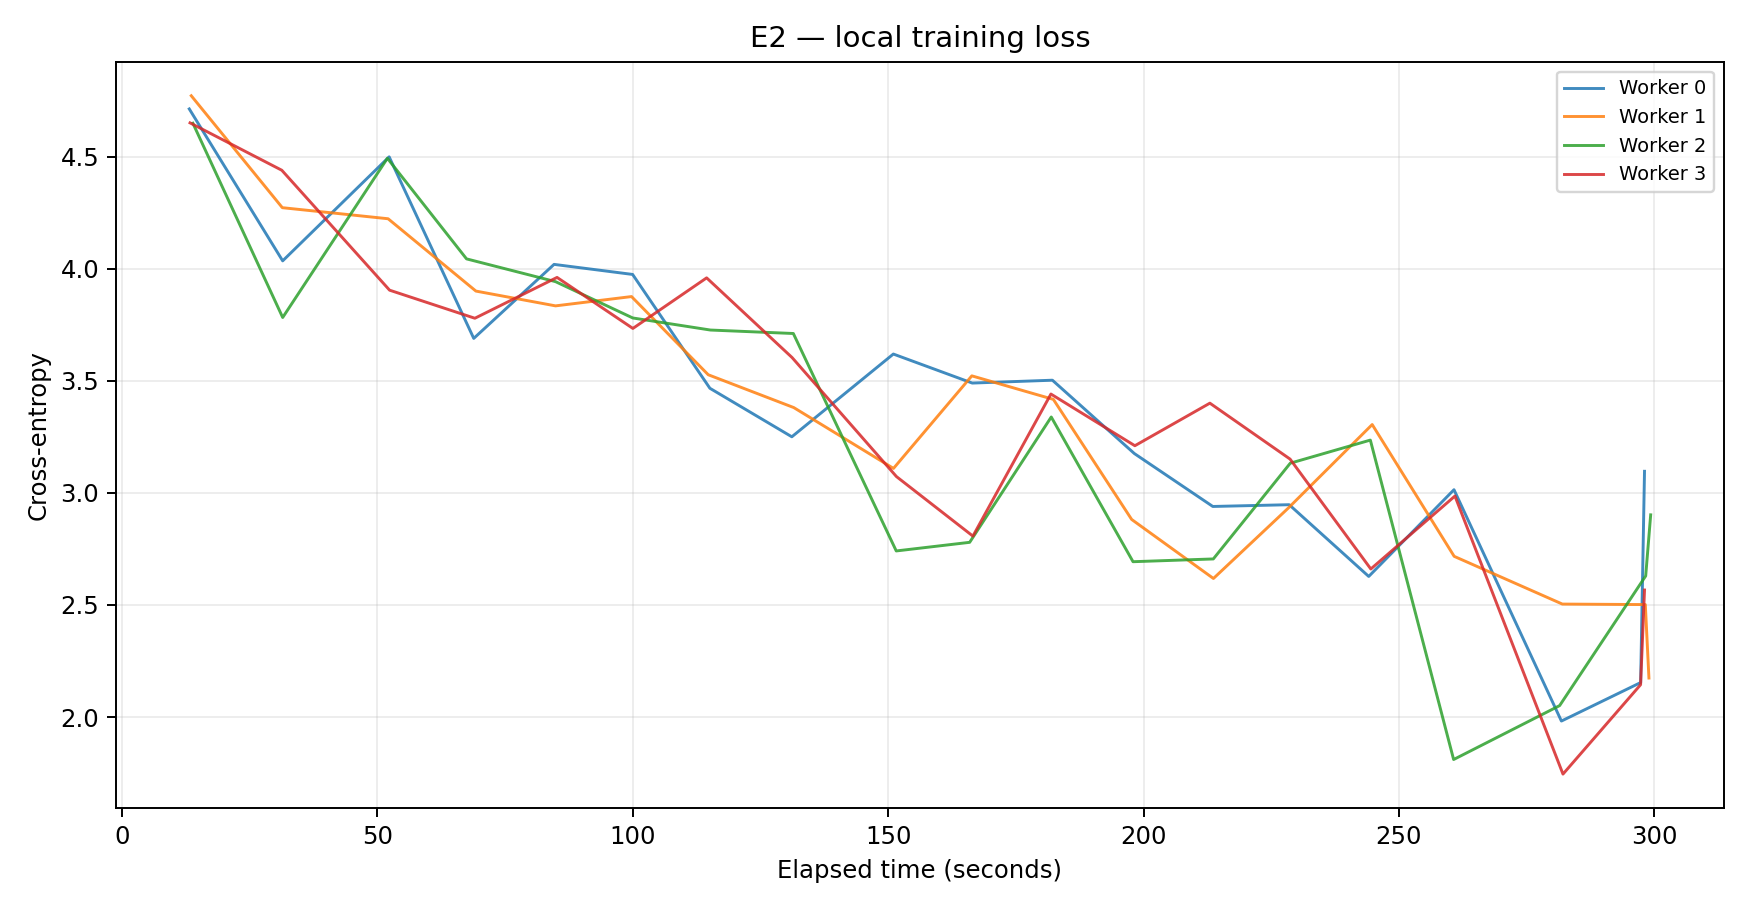 E2 — local training loss
Worker 0
Worker 1
Worker 2
Worker 3
Cross-entropy
4.5
4.0
3.5
3.0
2.5
2.0
0 50 100 150 200 250 300
Elapsed time (seconds)